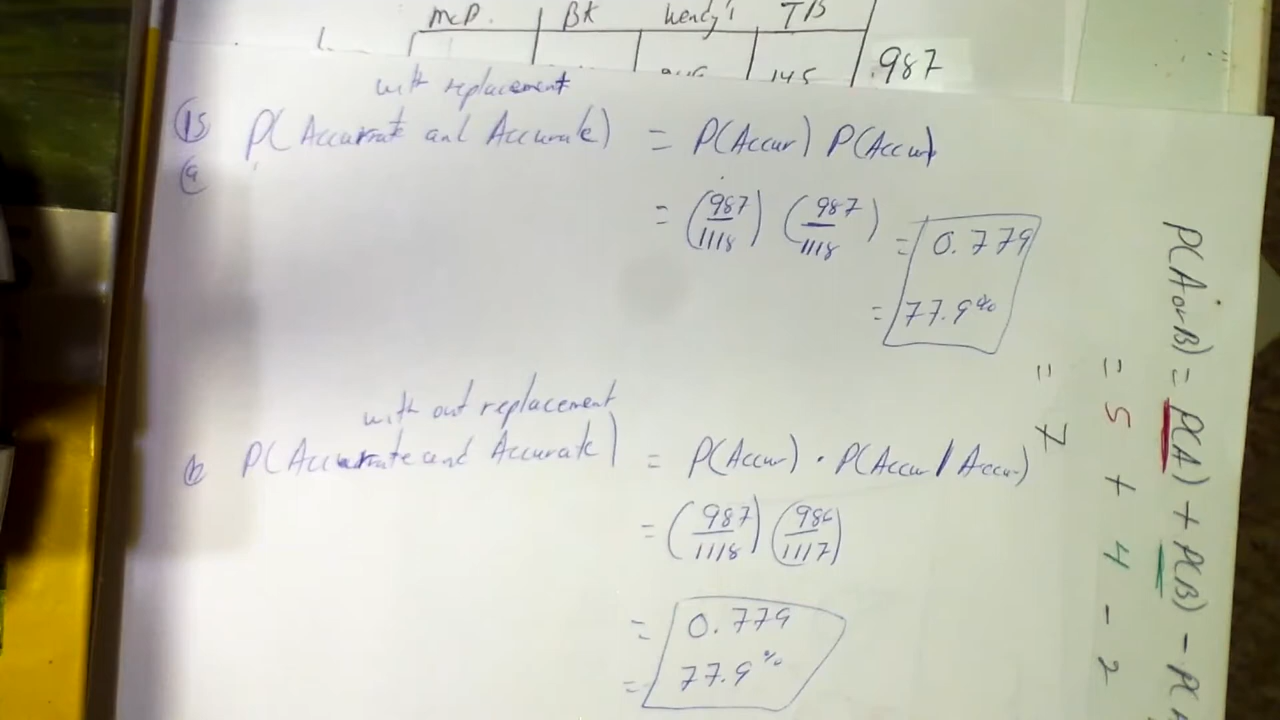 McD. BK Wendy's TB
145 .987
with replacement
15 P(Accurate and Accurate) = P(Accur) P(Accur)
a
= (987/1118) (987/1118) = 0.779
= 77.9%
with out replacement
b P(Accurate and Accurate) = P(Accur) · P(Accur / Accur)
= (987/1118) (986/1117)
= 0.779
= 77.9%
P(A or B) = P(A) + P(B) - P(A
= 5 + 4 - 2
= 7